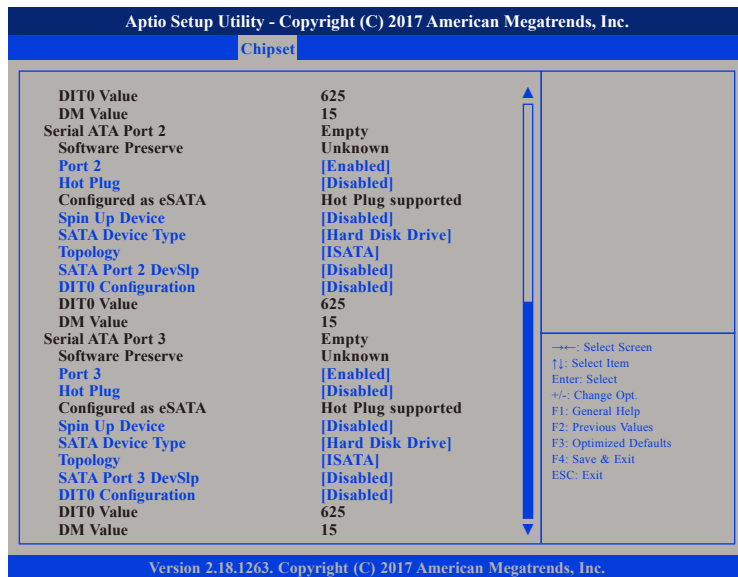 Aptio Setup Utility - Copyright (C) 2017 American Megatrends, Inc.
Chipset
DIT0 Value 625
DM Value 15
Serial ATA Port 2 Empty
Software Preserve Unknown
Port 2 [Enabled]
Hot Plug [Disabled]
Configured as eSATA Hot Plug supported
Spin Up Device [Disabled]
SATA Device Type [Hard Disk Drive]
Topology [ISATA]
SATA Port 2 DevSlp [Disabled]
DIT0 Configuration [Disabled]
DIT0 Value 625
DM Value 15
Serial ATA Port 3 Empty
Software Preserve Unknown
Port 3 [Enabled]
Hot Plug [Disabled]
Configured as eSATA Hot Plug supported
Spin Up Device [Disabled]
SATA Device Type [Hard Disk Drive]
Topology [ISATA]
SATA Port 3 DevSlp [Disabled]
DIT0 Configuration [Disabled]
DIT0 Value 625
DM Value 15
→←: Select Screen
↑↓: Select Item
Enter: Select
+/-: Change Opt.
F1: General Help
F2: Previous Values
F3: Optimized Defaults
F4: Save & Exit
ESC: Exit
Version 2.18.1263. Copyright (C) 2017 American Megatrends, Inc.